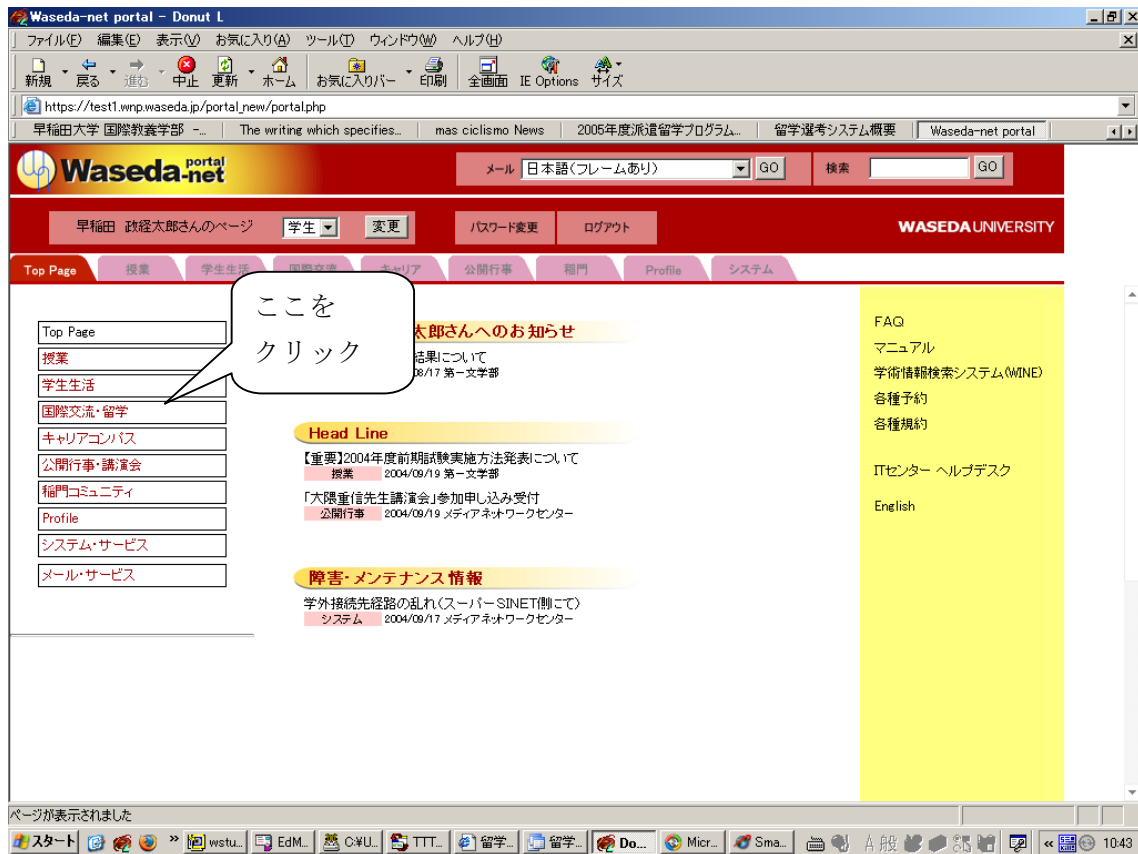 Waseda-net portal - Donut L
ファイル(F) 編集(E) 表示(V) お気に入り(A) ツール(T) ウィンドウ(W) ヘルプ(H)
新規 戻る 進む 中止 更新 ホーム お気に入りバー 印刷 全画面 IE Options サイズ
https://test1.wnp.waseda.jp/portal_new/portal.php
早稲田大学 国際教養学部 -... The writing which specifies... mas ciclismo News 2005年度派遣留学プログラム... 留学選考システム概要 Waseda-net portal
Waseda-net portal メール 日本語(フレームあり) GO 検索 GO
早稲田 政経太郎さんのページ 学生 変更 パスワード変更 ログアウト WASEDA UNIVERSITY
Top Page 授業 学生生活 国際交流 キャリア 公開行事 稲門 Profile システム
ここを
クリック
Top Page
授業
学生生活
国際交流・留学
キャリアコンパス
公開行事・講演会
稲門コミュニティ
Profile
システム・サービス
メール・サービス
太郎さんへのお知らせ
結果について
08/17 第一文学部
Head Line
【重要】2004年度前期試験実施方法発表について
授業 2004/09/19 第一文学部
「大隈重信先生講演会」参加申し込み受付
公開行事 2004/09/19 メディアネットワークセンター
障害・メンテナンス情報
学外接続先経路の乱れ(スーパーSINET側にて)
システム 2004/09/17 メディアネットワークセンター
FAQ
マニュアル
学術情報検索システム(WINE)
各種予約
各種規約
ITセンター ヘルプデスク
English
ページが表示されました
スタート » wstu... EdM... C:¥U... TTT... 留学... 留学... Do... Micr... Sma... A 般 « 10:43